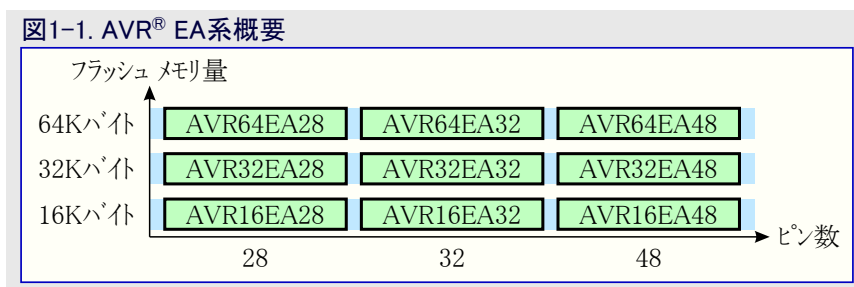 図1-1. AVR® EA系概要
フラッシュ メモリ量
64Kバイト AVR64EA28 AVR64EA32 AVR64EA48
32Kバイト AVR32EA28 AVR32EA32 AVR32EA48
16Kバイト AVR16EA28 AVR16EA32 AVR16EA48
ピン数
28 32 48